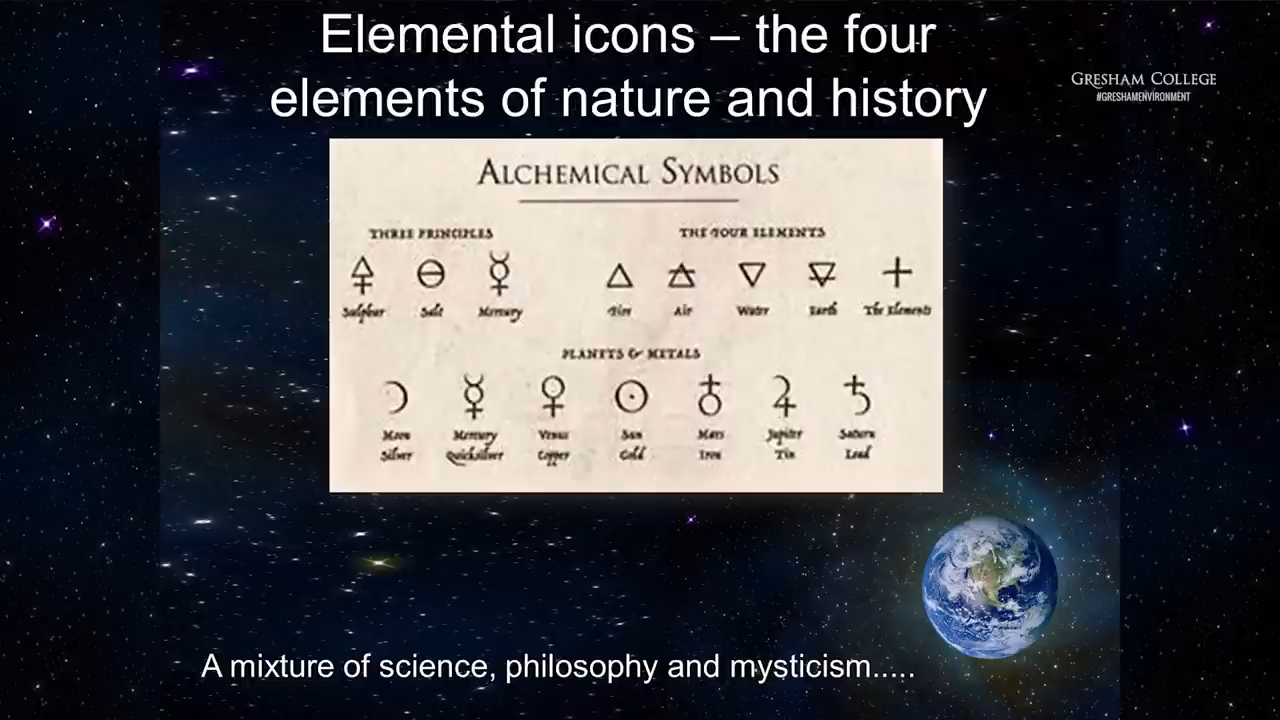 Elemental icons – the four
elements of nature and history
GRESHAM COLLEGE
#GRESHAMENVIRONMENT
ALCHEMICAL SYMBOLS
THREE PRINCIPLES
THE FOUR ELEMENTS
Sulphur Salt Mercury
Fire Air Water Earth The Elements
PLANETS & METALS
Moon Mercury Venus Sun Mars Jupiter Saturn
Silver Quicksilver Copper Gold Iron Tin Lead
A mixture of science, philosophy and mysticism.....